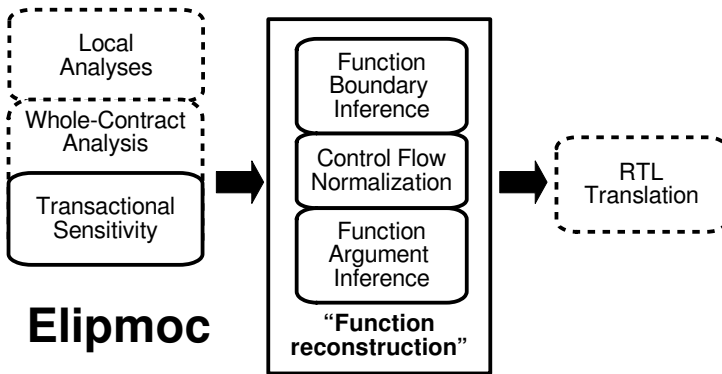 Local
Analyses
Whole-Contract
Analysis
Transactional
Sensitivity
Elipmoc
Function
Boundary
Inference
Control Flow
Normalization
Function
Argument
Inference
“Function
reconstruction”
RTL
Translation